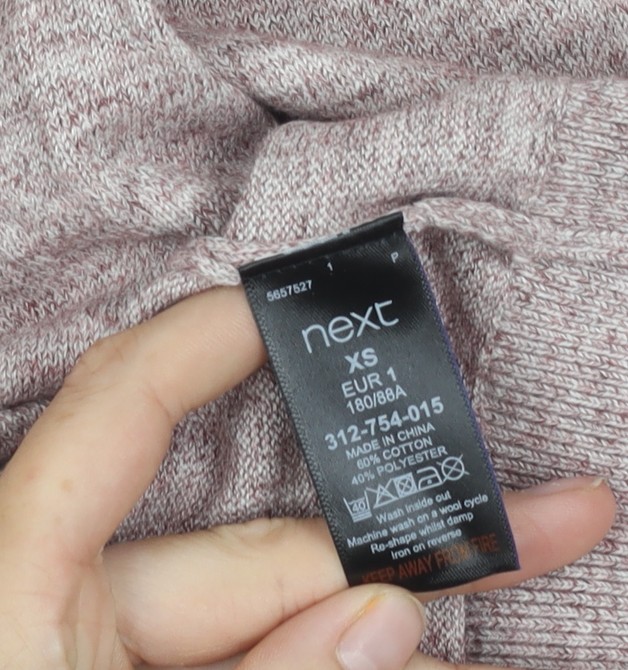 5657527 1 P
next
XS
EUR 1
180/88A
312-754-015
MADE IN CHINA
60% COTTON
40% POLYESTER
40
Wash inside out
Machine wash on a wool cycle
Re-shape whilst damp
Iron on reverse
KEEP AWAY FROM FIRE